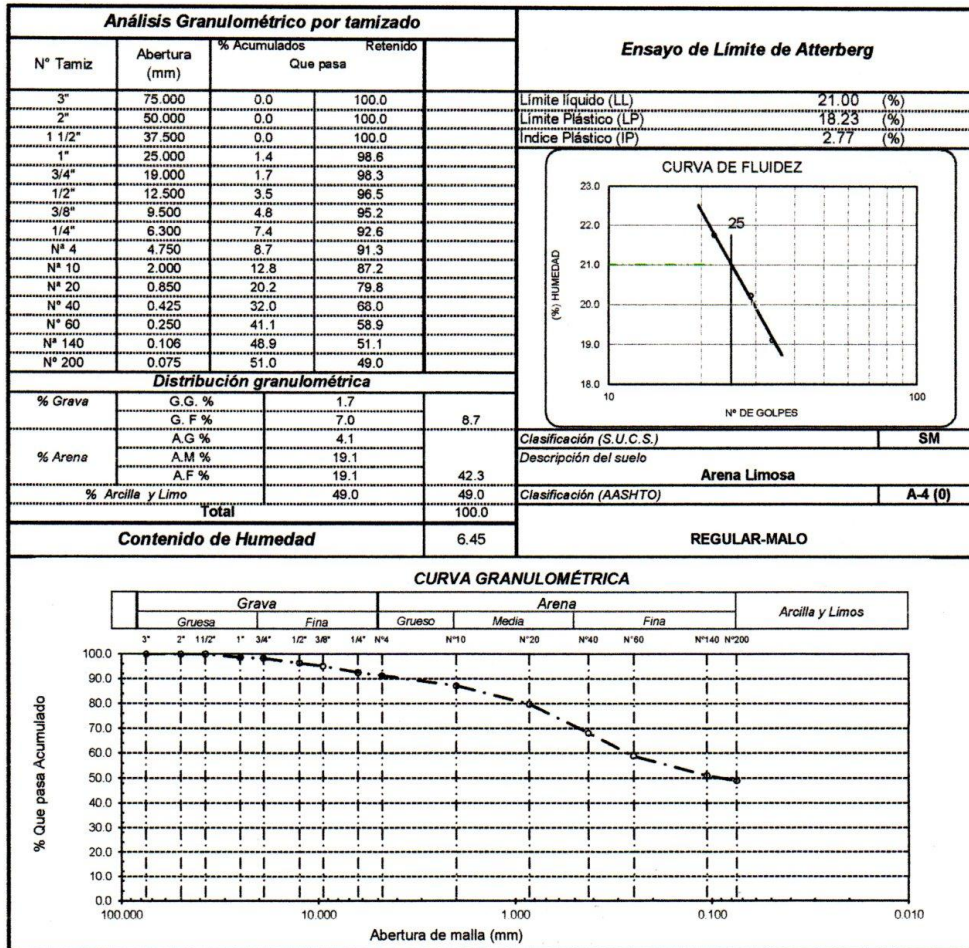 Análisis Granulométrico por tamizado
N° Tamiz Abertura (mm) % Acumulados Retenido Que pasa
3" 75.000 0.0 100.0
2" 50.000 0.0 100.0
1 1/2" 37.500 0.0 100.0
1" 25.000 1.4 98.6
3/4" 19.000 1.7 98.3
1/2" 12.500 3.5 96.5
3/8" 9.500 4.8 95.2
1/4" 6.300 7.4 92.6
Nª 4 4.750 8.7 91.3
Nª 10 2.000 12.8 87.2
Nª 20 0.850 20.2 79.8
N° 40 0.425 32.0 68.0
N° 60 0.250 41.1 58.9
Nª 140 0.106 48.9 51.1
Nº 200 0.075 51.0 49.0
Distribución granulométrica
% Grava G.G. % 1.7
G. F % 7.0 8.7
% Arena A.G % 4.1
A.M % 19.1
A.F % 19.1 42.3
% Arcilla y Limo 49.0 49.0
Total 100.0
Contenido de Humedad 6.45
Ensayo de Límite de Atterberg
Límite líquido (LL) 21.00 (%)
Límite Plástico (LP) 18.23 (%)
Índice Plástico (IP) 2.77 (%)
CURVA DE FLUIDEZ
(%) HUMEDAD
23.0
22.0
21.0
20.0
19.0
18.0
25
10 100
Nº DE GOLPES
Clasificación (S.U.C.S.) SM
Descripción del suelo
Arena Limosa
Clasificación (AASHTO) A-4 (0)
REGULAR-MALO
CURVA GRANULOMÉTRICA
Grava Arena Arcilla y Limos
Gruesa Fina Grueso Media Fina
3" 2" 11/2" 1" 3/4" 1/2" 3/8" 1/4" N°4 N°10 N°20 N°40 N°60 N°140 N°200
% Que pasa Acumulado
100.0
90.0
80.0
70.0
60.0
50.0
40.0
30.0
20.0
10.0
0.0
100.000 10.000 1.000 0.100 0.010
Abertura de malla (mm)